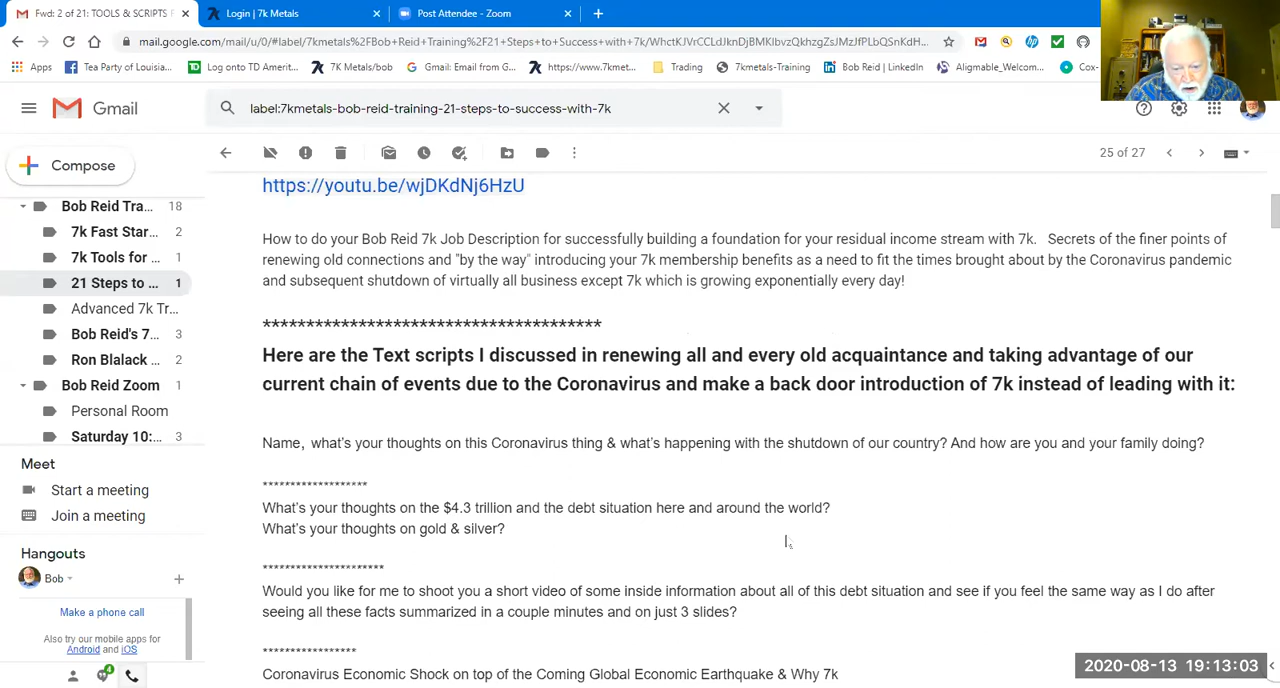 Fwd: 2 of 21: TOOLS & SCRIPTS F
Login | 7k Metals
Post Attendee - Zoom
mail.google.com/mail/u/0/#label/7kmetals%2FBob+Reid+Training%2F21+Steps+to+Success+with+7k/
Apps
Tea Party of Louisia...
Log onto TD Amerit...
7K Metals/bob
Gmail: Email from G...
https://www.7kmet...
Trading
7kmetals-Training
Bob Reid | LinkedIn
Alignable_Welcom...
Cox-
Gmail
label:7kmetals-bob-reid-training-21-steps-to-success-with-7k
Compose
25 of 27
Bob Reid Tra... 18
7k Fast Star... 2
7k Tools for ... 1
21 Steps to ... 1
Advanced 7k Tr...
Bob Reid's 7... 3
Ron Blalack ... 2
Bob Reid Zoom 1
Personal Room
Saturday 10:... 3
Meet
Start a meeting
Join a meeting
Hangouts
Bob
Make a phone call
Also try our mobile apps for
Android and iOS
4
https://youtu.be/wjDKdNj6HzU
How to do your Bob Reid 7k Job Description for successfully building a foundation for your residual income stream with 7k. Secrets of the finer points of
renewing old connections and "by the way" introducing your 7k membership benefits as a need to fit the times brought about by the Coronavirus pandemic
and subsequent shutdown of virtually all business except 7k which is growing exponentially every day!
***************************************
Here are the Text scripts I discussed in renewing all and every old acquaintance and taking advantage of our
current chain of events due to the Coronavirus and make a back door introduction of 7k instead of leading with it:
Name, what's your thoughts on this Coronavirus thing & what's happening with the shutdown of our country? And how are you and your family doing?
*******************
What's your thoughts on the $4.3 trillion and the debt situation here and around the world?
What's your thoughts on gold & silver?
**********************
Would you like for me to shoot you a short video of some inside information about all of this debt situation and see if you feel the same way as I do after
seeing all these facts summarized in a couple minutes and on just 3 slides?
*****************
Coronavirus Economic Shock on top of the Coming Global Economic Earthquake & Why 7k
2020-08-13 19:13:03